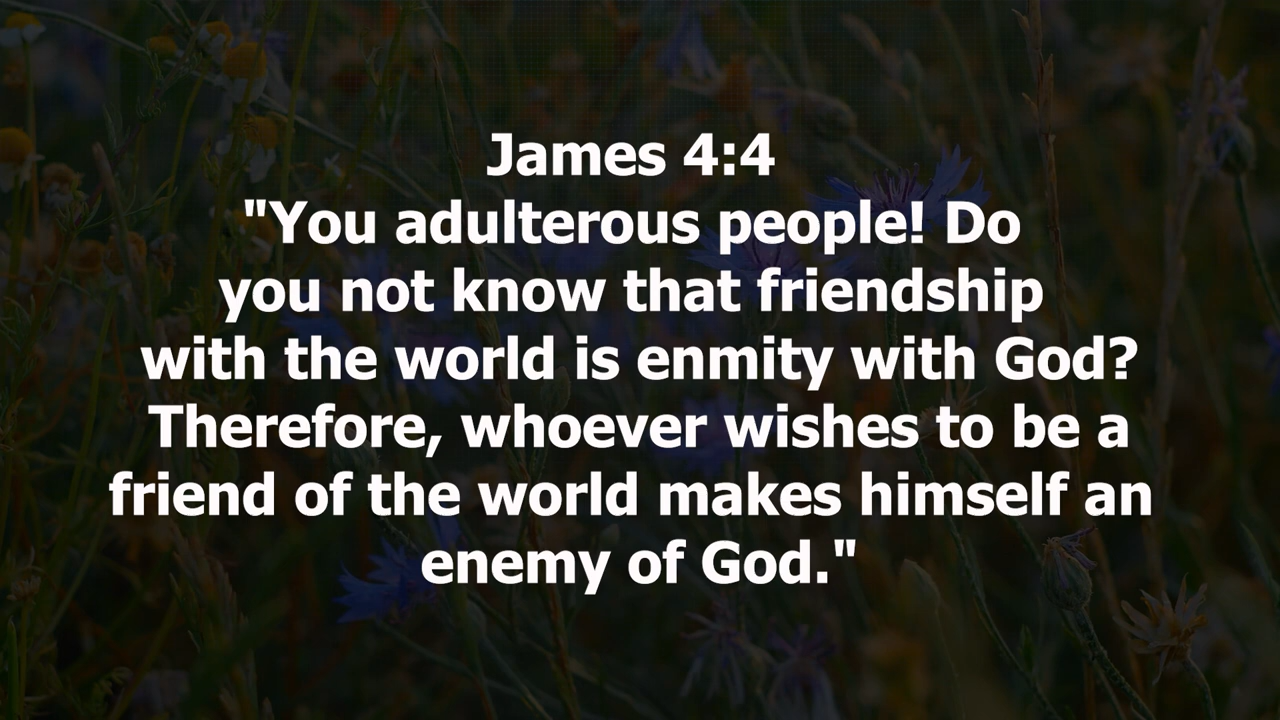 James 4:4
"You adulterous people! Do
you not know that friendship
with the world is enmity with God?
Therefore, whoever wishes to be a
friend of the world makes himself an
enemy of God."